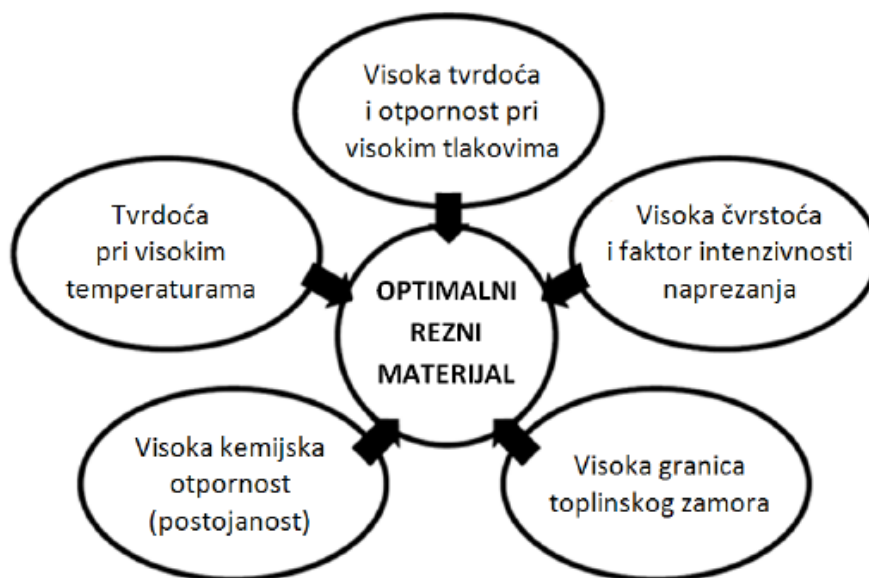 Visoka tvrdoća
i otpornost pri
visokim tlakovima
Tvrdoća
pri visokim
temperaturama
Visoka čvrstoća
i faktor intenzivnosti
naprezanja
OPTIMALNI
REZNI
MATERIJAL
Visoka kemijska
otpornost
(postojanost)
Visoka granica
toplinskog zamora